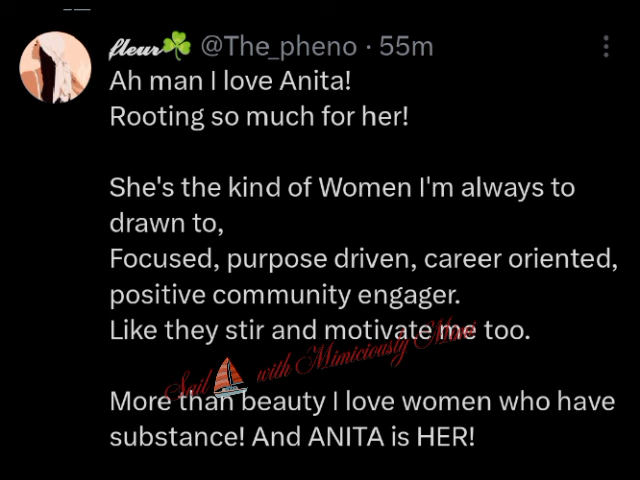 fleur☘️ @The_pheno · 55m
Ah man I love Anita!
Rooting so much for her!
She's the kind of Women I'm always to
drawn to,
Focused, purpose driven, career oriented,
positive community engager.
Like they stir and motivate me too.
Sail with Mimiciously
More than beauty I love women who have
substance! And ANITA is HER!